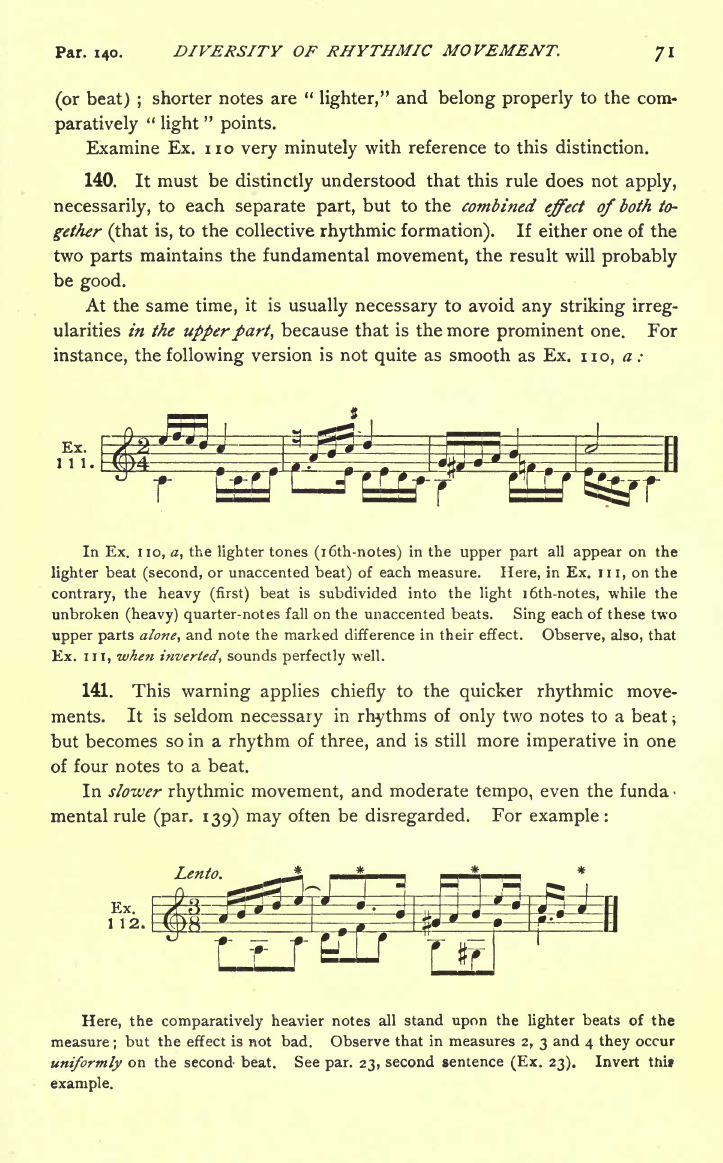 Par. 140. DIVERSITY OF RHYTHMIC MOVEMENT. 71
(or beat) ; shorter notes are “ lighter,” and belong properly to the com-
paratively “ light ” points.
Examine Ex. 110 very minutely with reference to this distinction.
140. It must be distinctly understood that this rule does not apply,
necessarily, to each separate part, but to the combined effect of both to-
gether (that is, to the collective rhythmic formation). If either one of the
two parts maintains the fundamental movement, the result will probably
be good.
At the same time, it is usually necessary to avoid any striking irreg-
ularities in the upper part, because that is the more prominent one. For
instance, the following version is not quite as smooth as Ex. 110, a :
Ex.
111.
2
4
In Ex. 110, a, the lighter tones (16th-notes) in the upper part all appear on the
lighter beat (second, or unaccented beat) of each measure. Here, in Ex. 111, on the
contrary, the heavy (first) beat is subdivided into the light 16th-notes, while the
unbroken (heavy) quarter-notes fall on the unaccented beats. Sing each of these two
upper parts alone, and note the marked difference in their effect. Observe, also, that
Ex. 111, when inverted, sounds perfectly well.
141. This warning applies chiefly to the quicker rhythmic move-
ments. It is seldom necessary in rhythms of only two notes to a beat ;
but becomes so in a rhythm of three, and is still more imperative in one
of four notes to a beat.
In slower rhythmic movement, and moderate tempo, even the funda-
mental rule (par. 139) may often be disregarded. For example :
Lento. * * * *
Ex.
112.
3
8
Here, the comparatively heavier notes all stand upon the lighter beats of the
measure ; but the effect is not bad. Observe that in measures 2, 3 and 4 they occur
uniformly on the second beat. See par. 23, second sentence (Ex. 23). Invert this
example.